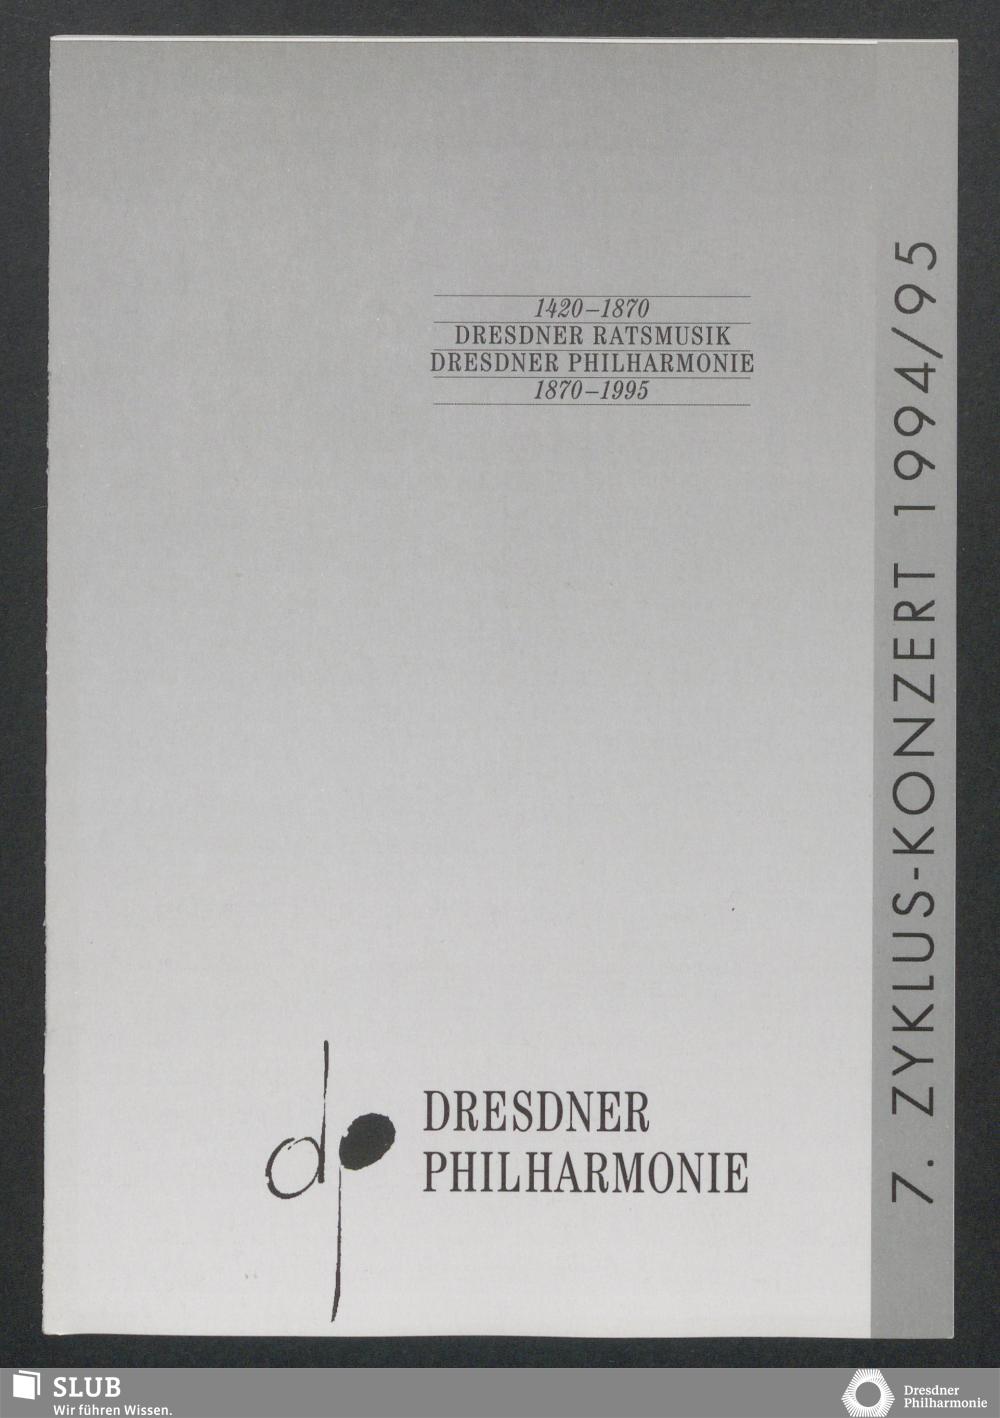 1420–1870
DRESDNER RATSMUSIK
DRESDNER PHILHARMONIE
1870–1995
7. ZYKLUS-KONZERT 1994/95
dp
DRESDNER
PHILHARMONIE
SLUB
Wir führen Wissen.
Dresdner
Philharmonie